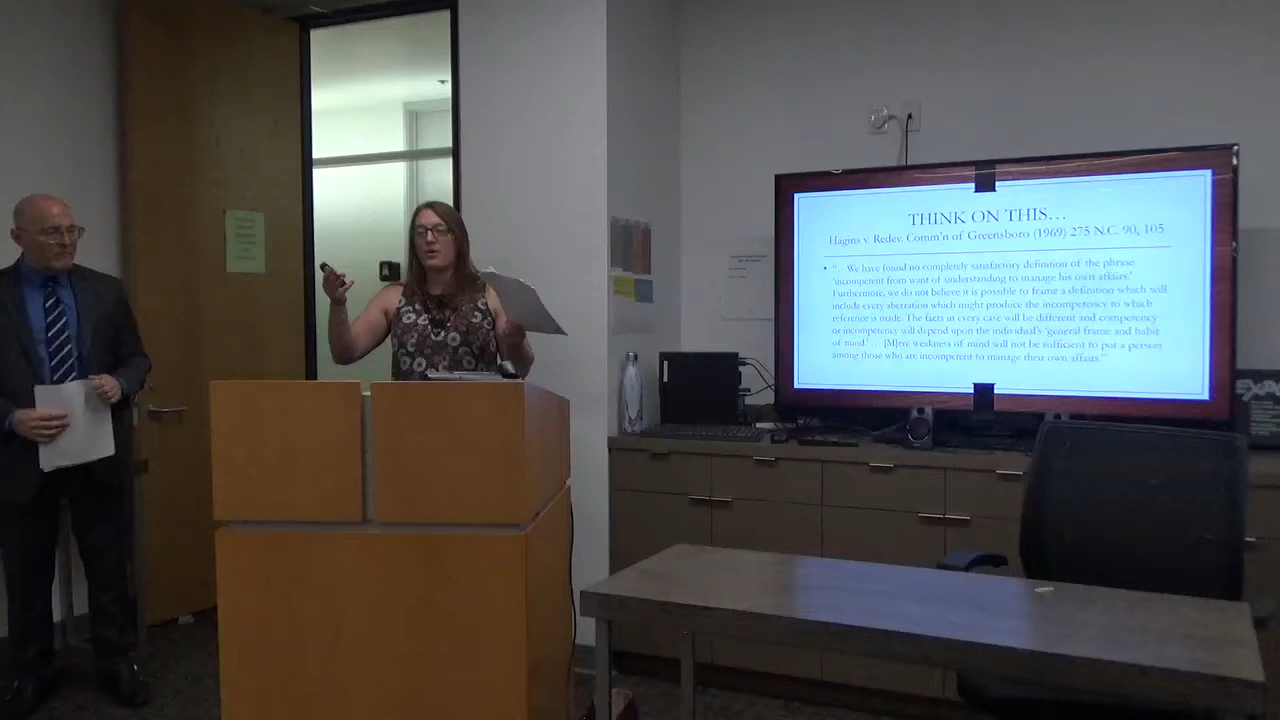 THINK ON THIS...
Hagins v. Redev. Comm'n of Greensboro (1969) 275 N.C. 90, 105
• "... We have found no completely satisfactory definition of the phrase
'incompetent from want of understanding to manage his own affairs.'
Furthermore, we do not believe it is possible to frame a definition which will
include every aberration which might produce the incompetency to which
reference is made. The facts in every case will be different and competency
or incompetency will depend upon the individual's 'general frame and habit
of mind.' ... [M]ere weakness of mind will not be sufficient to put a person
among those who are incompetent to manage their own affairs."